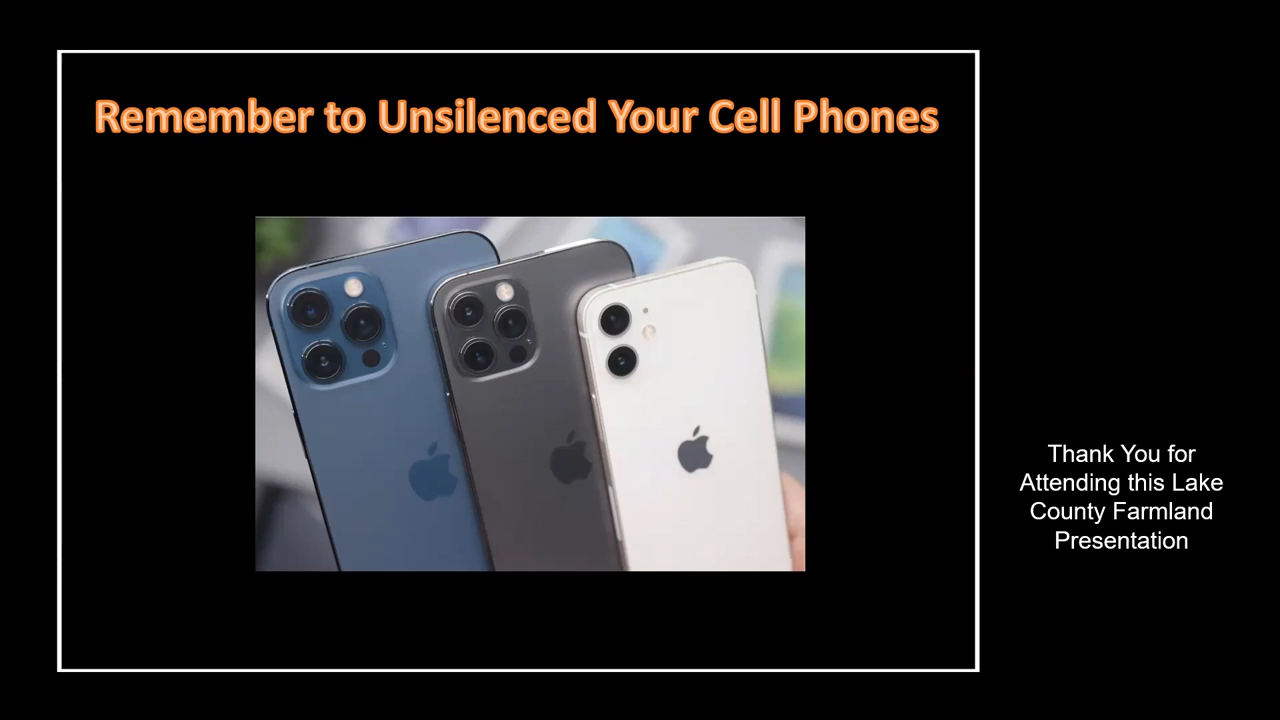 Remember to Unsilenced Your Cell Phones
Thank You for
Attending this Lake
County Farmland
Presentation